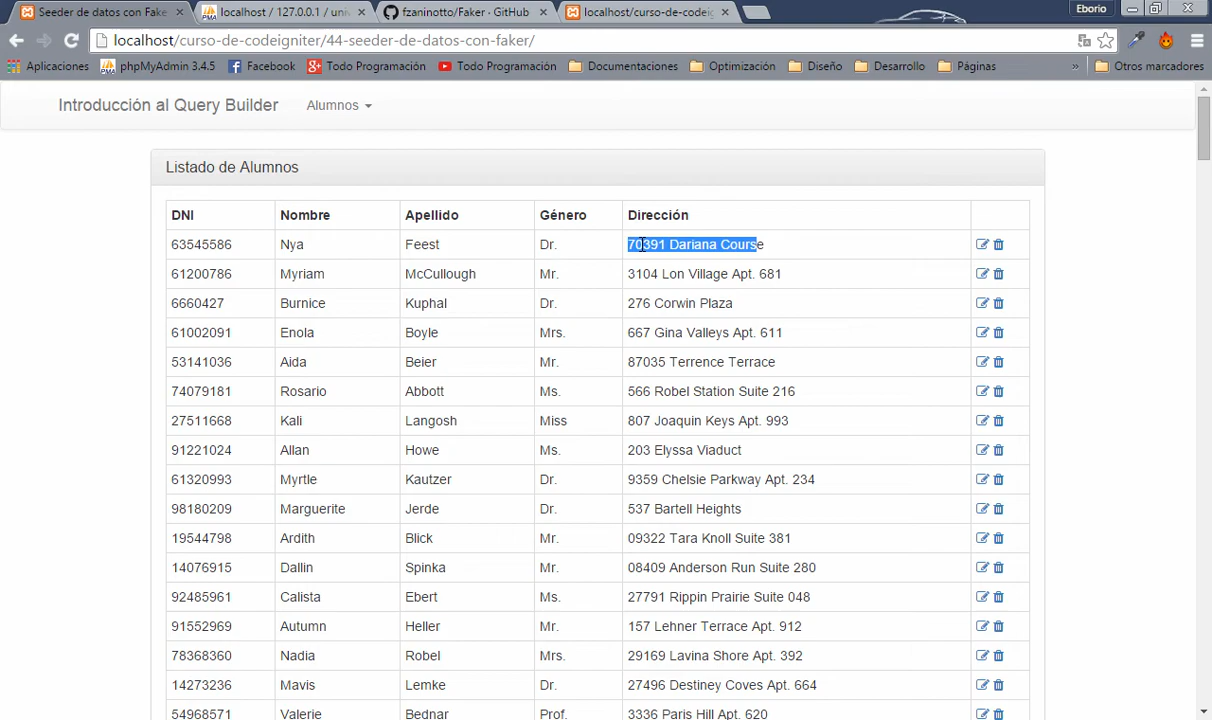 Seeder de datos con Fake
localhost / 127.0.0.1 / univ
fzaninotto/Faker · GitHub
localhost/curso-de-codeig
Eborio
localhost/curso-de-codeigniter/44-seeder-de-datos-con-faker/
Aplicaciones phpMyAdmin 3.4.5 Facebook Todo Programación Todo Programación Documentaciones Optimización Diseño Desarrollo Páginas » Otros marcadores
Introducción al Query Builder Alumnos
Listado de Alumnos
DNI Nombre Apellido Género Dirección
63545586 Nya Feest Dr. 70391 Dariana Course
61200786 Myriam McCullough Mr. 3104 Lon Village Apt. 681
6660427 Burnice Kuphal Dr. 276 Corwin Plaza
61002091 Enola Boyle Mrs. 667 Gina Valleys Apt. 611
53141036 Aida Beier Mr. 87035 Terrence Terrace
74079181 Rosario Abbott Ms. 566 Robel Station Suite 216
27511668 Kali Langosh Miss 807 Joaquin Keys Apt. 993
91221024 Allan Howe Ms. 203 Elyssa Viaduct
61320993 Myrtle Kautzer Dr. 9359 Chelsie Parkway Apt. 234
98180209 Marguerite Jerde Dr. 537 Bartell Heights
19544798 Ardith Blick Mr. 09322 Tara Knoll Suite 381
14076915 Dallin Spinka Mr. 08409 Anderson Run Suite 280
92485961 Calista Ebert Ms. 27791 Rippin Prairie Suite 048
91552969 Autumn Heller Mr. 157 Lehner Terrace Apt. 912
78368360 Nadia Robel Mrs. 29169 Lavina Shore Apt. 392
14273236 Mavis Lemke Dr. 27496 Destiney Coves Apt. 664
54968571 Valerie Bednar Prof. 3336 Paris Hill Apt. 620